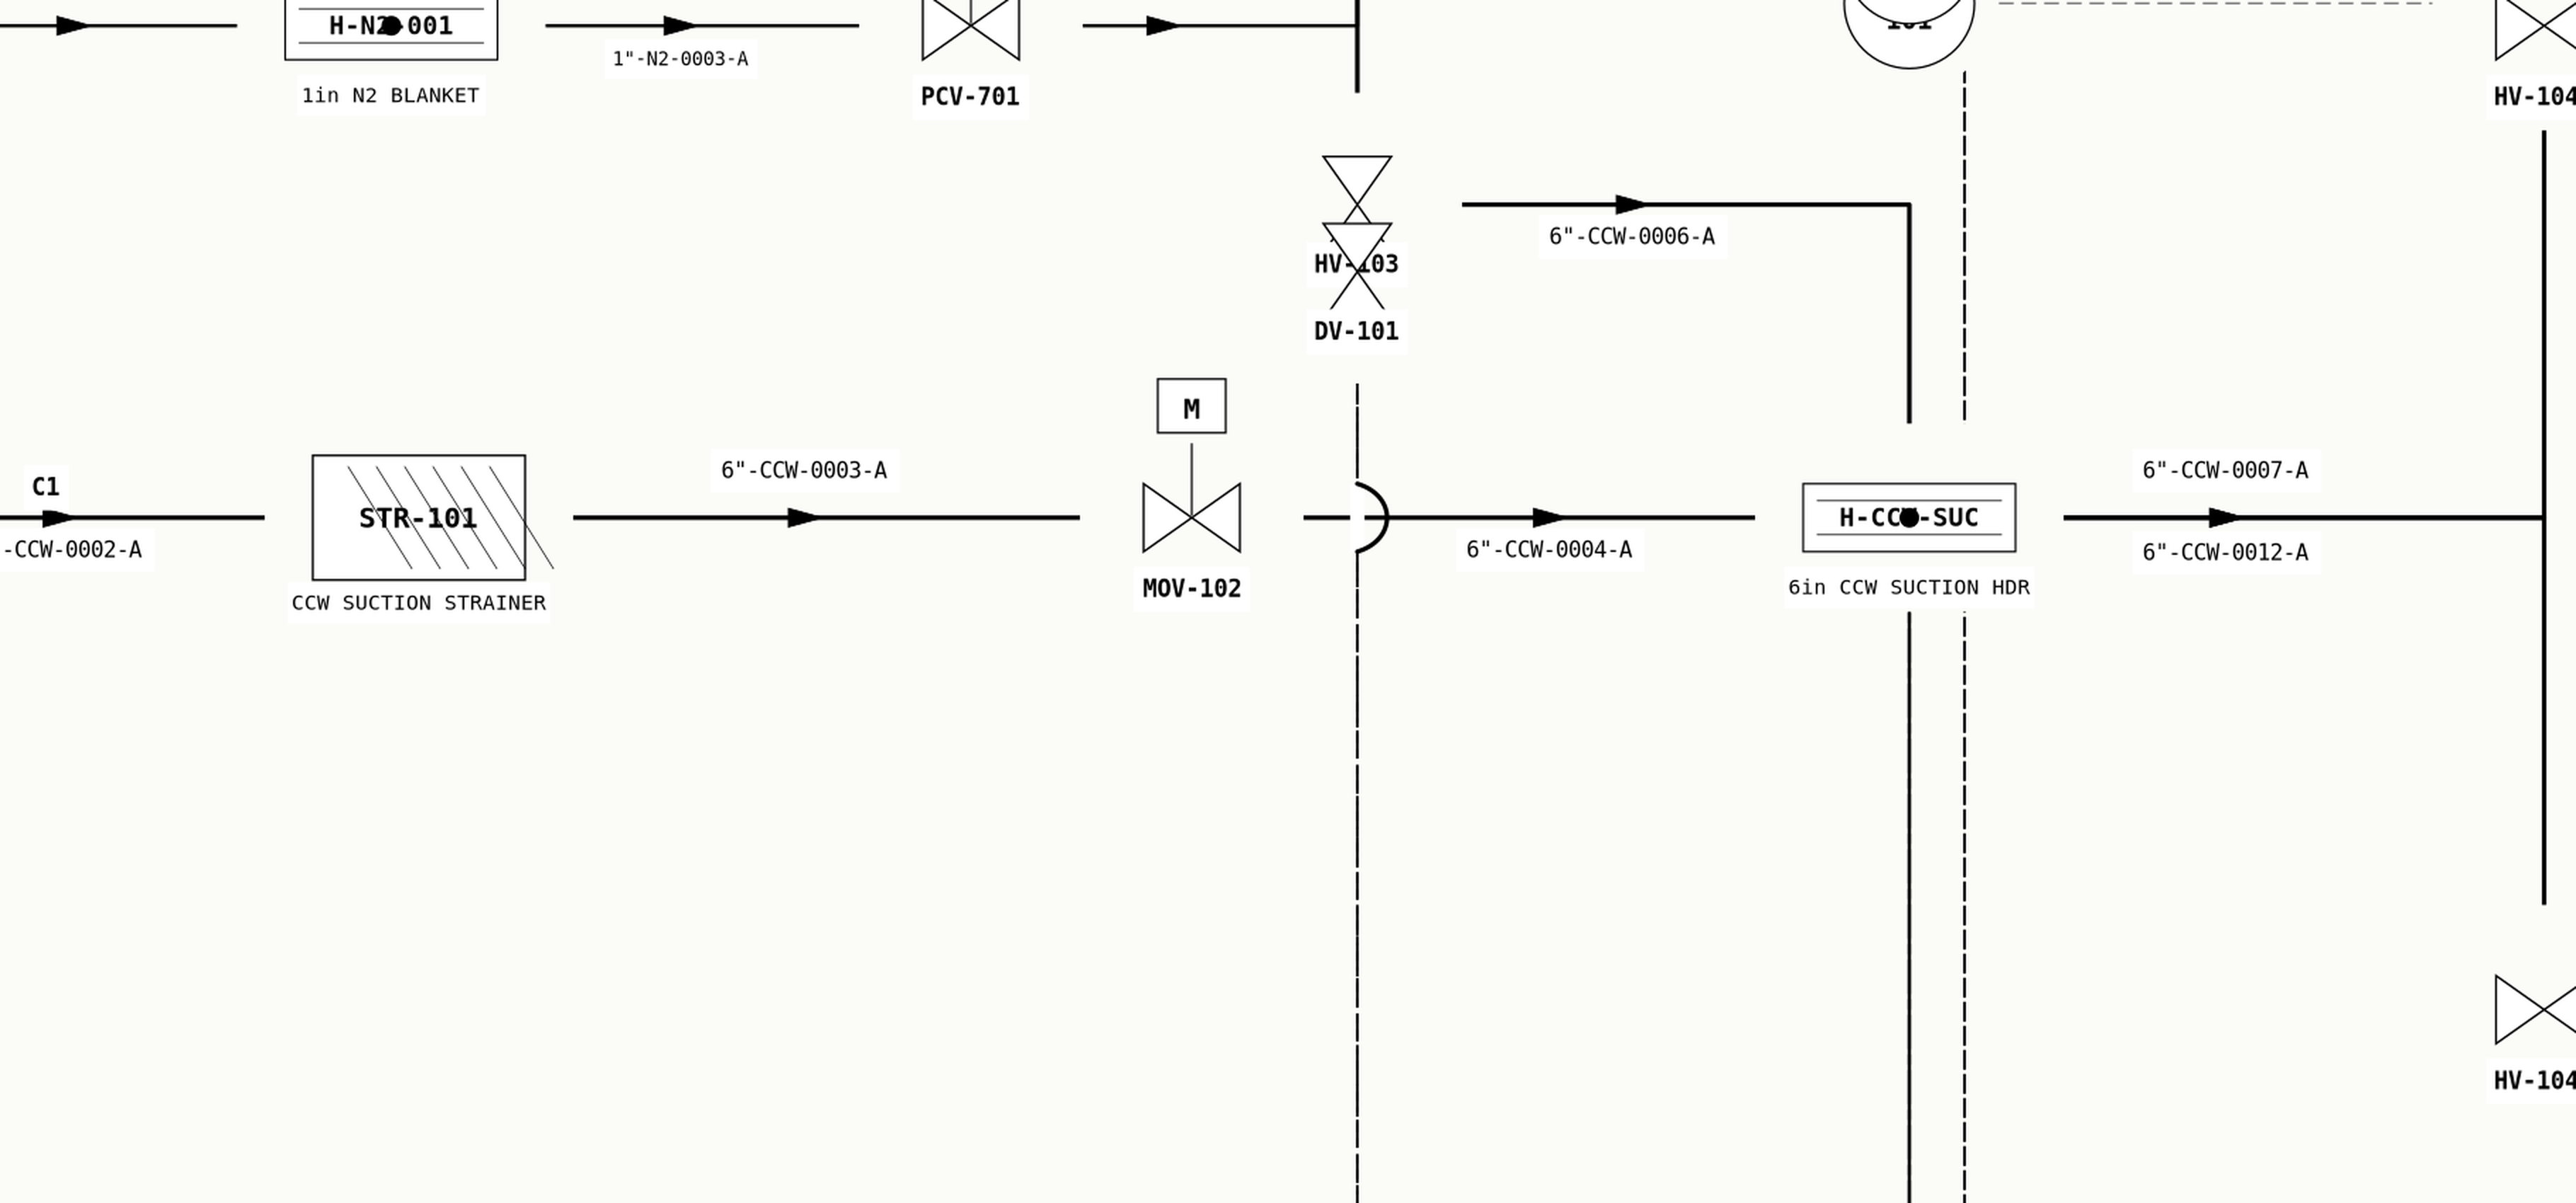 H-N2-001
1"-N2-0003-A
1in N2 BLANKET
PCV-701
101
HV-104
6"-CCW-0006-A
HV-103
DV-101
M
C1
6"-CCW-0003-A
6"-CCW-0007-A
STR-101
H-CCW-SUC
-CCW-0002-A
6"-CCW-0004-A
6"-CCW-0012-A
CCW SUCTION STRAINER
MOV-102
6in CCW SUCTION HDR
HV-104